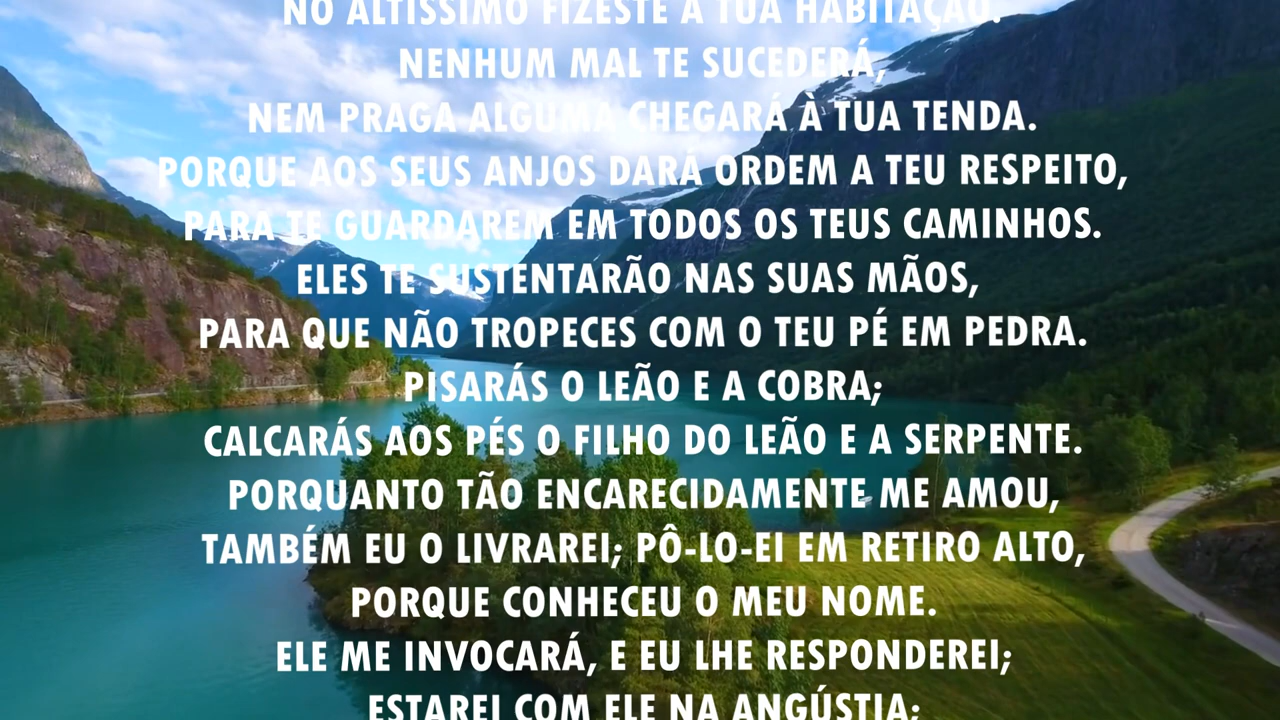 NO ALTÍSSIMO FIZESTE A TUA HABITAÇÃO.
NENHUM MAL TE SUCEDERÁ,
NEM PRAGA ALGUMA CHEGARÁ À TUA TENDA.
PORQUE AOS SEUS ANJOS DARÁ ORDEM A TEU RESPEITO,
PARA TE GUARDAREM EM TODOS OS TEUS CAMINHOS.
ELES TE SUSTENTARÃO NAS SUAS MÃOS,
PARA QUE NÃO TROPECES COM O TEU PÉ EM PEDRA.
PISARÁS O LEÃO E A COBRA;
CALCARÁS AOS PÉS O FILHO DO LEÃO E A SERPENTE.
PORQUANTO TÃO ENCARECIDAMENTE ME AMOU,
TAMBÉM EU O LIVRAREI; PÔ-LO-EI EM RETIRO ALTO,
PORQUE CONHECEU O MEU NOME.
ELE ME INVOCARÁ, E EU LHE RESPONDEREI;
ESTAREI COM ELE NA ANGÚSTIA;